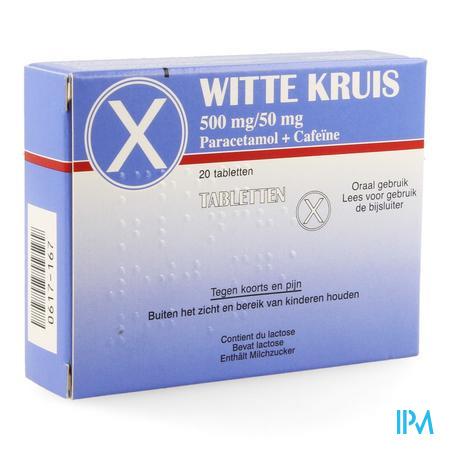 X
WITTE KRUIS
500 mg/50 mg
Paracetamol + Cafeïne
20 tabletten
TABLETTEN
X
Oraal gebruik
Lees voor gebruik
de bijsluiter
Tegen koorts en pijn
Buiten het zicht en bereik van kinderen houden
Contient du lactose
Bevat lactose
Enthält Milchzucker
0617-167
IPM